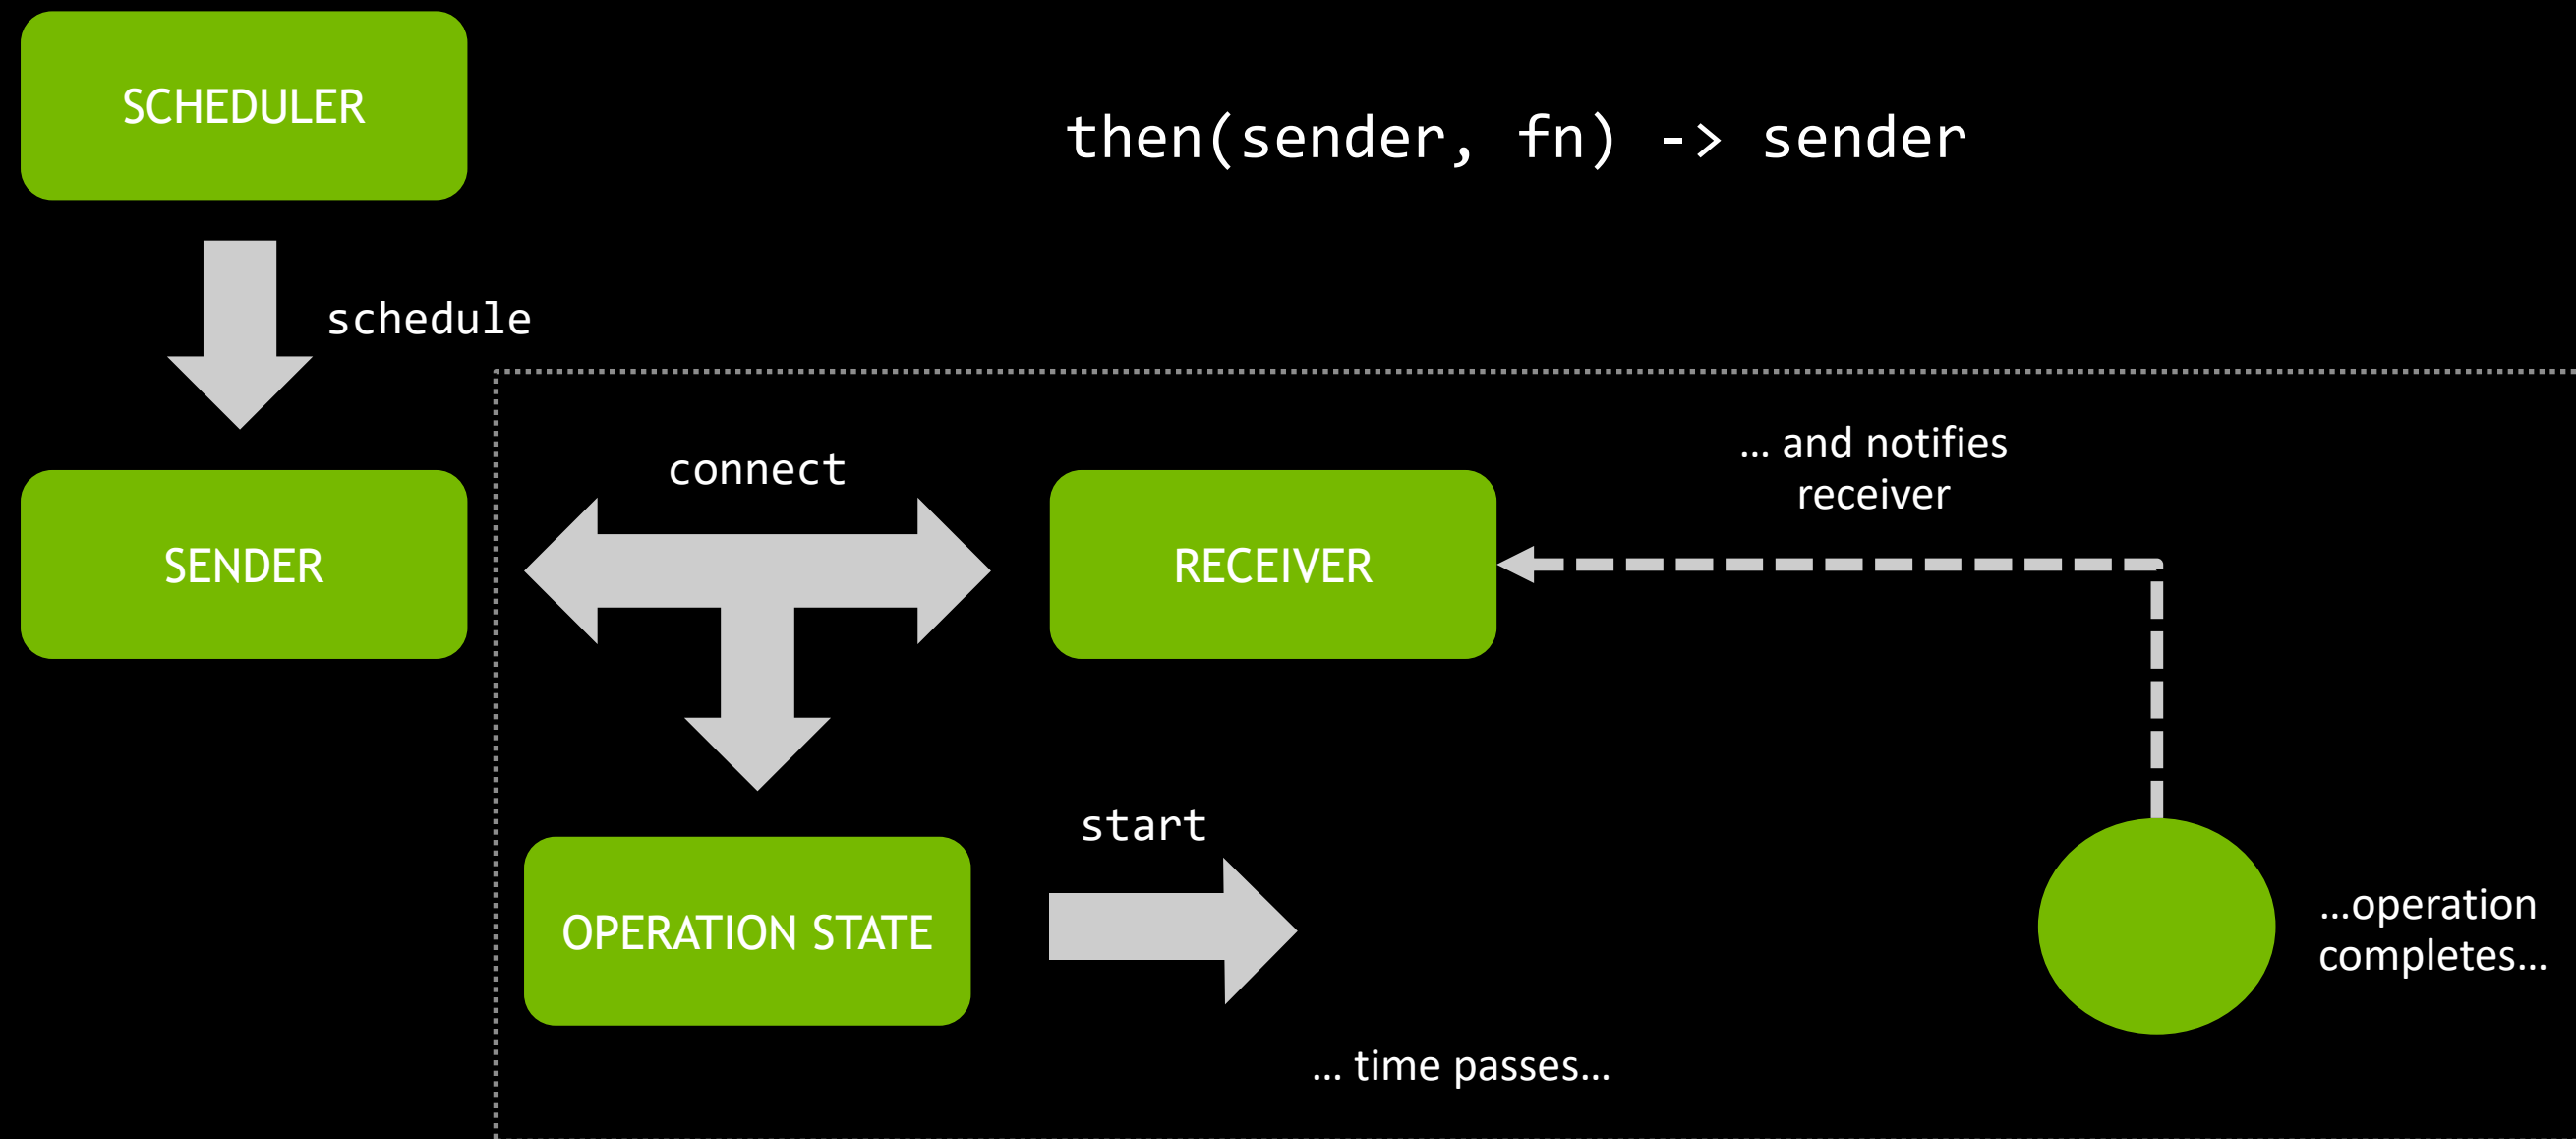 SCHEDULER
then(sender, fn) -> sender
schedule
connect
… and notifies
receiver
SENDER
RECEIVER
start
OPERATION STATE
…operation
completes…
… time passes…